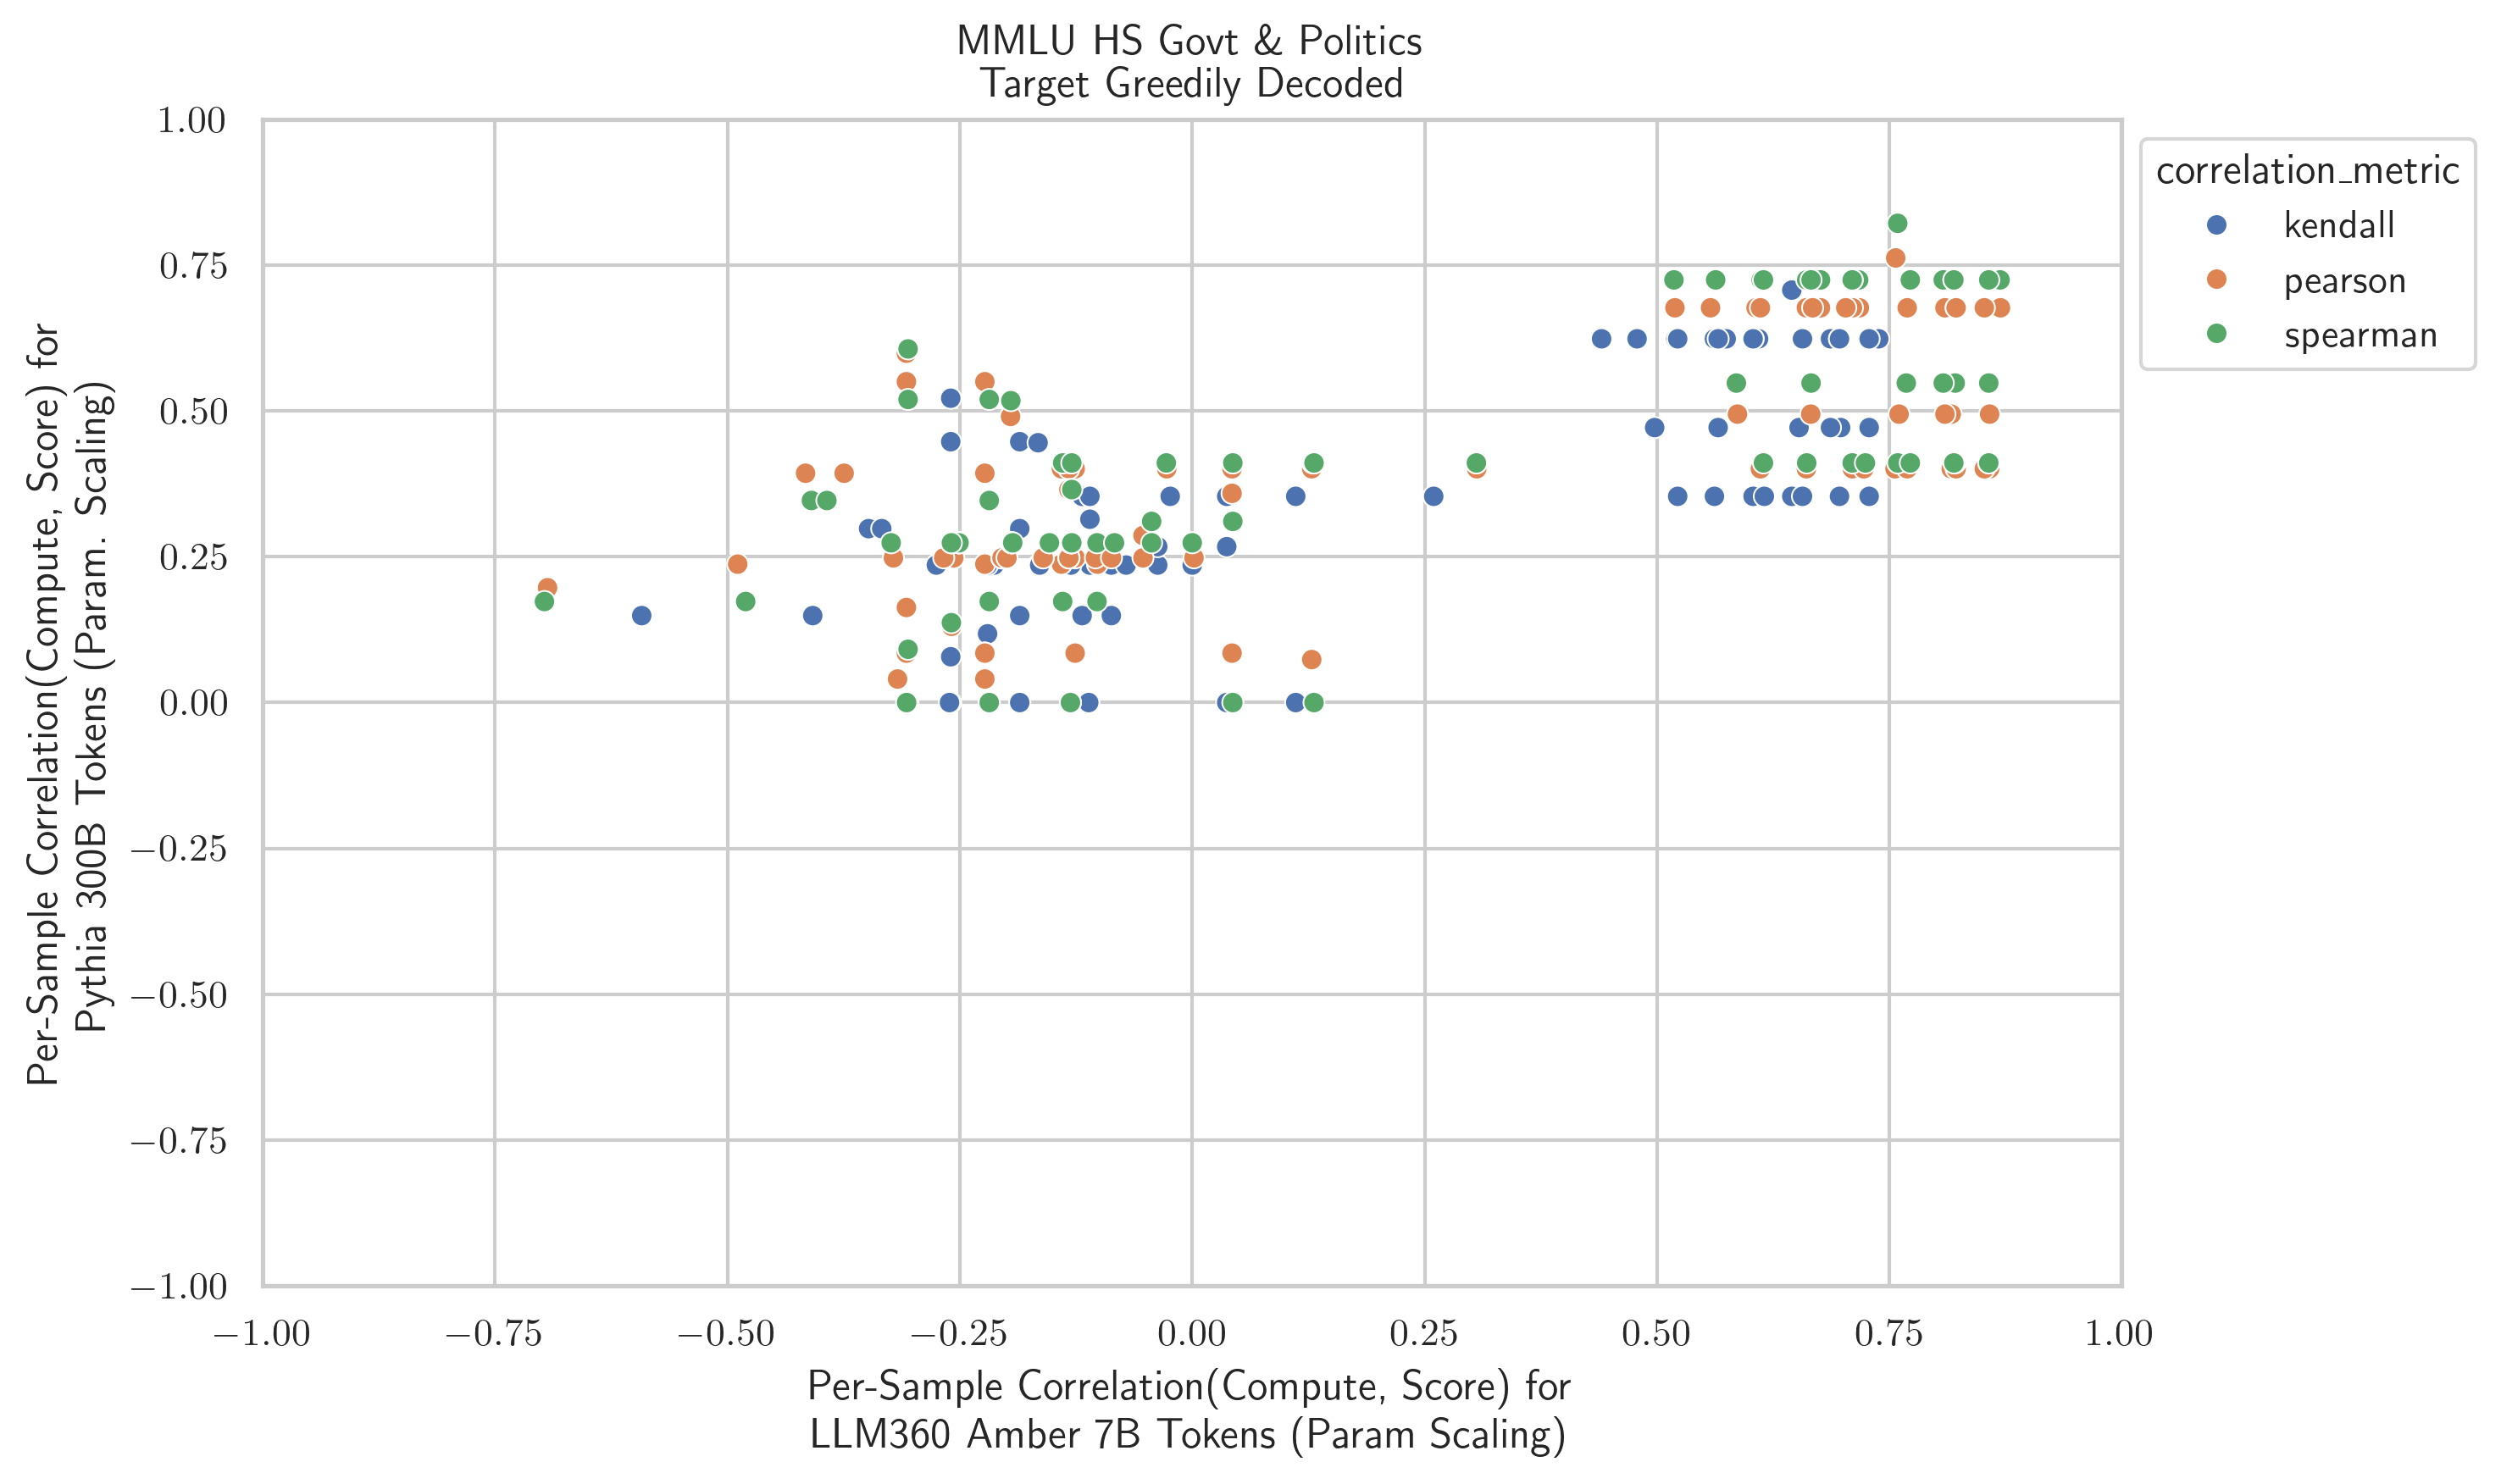 MMLU HS Govt & Politics
Target Greedily Decoded
1.00
0.75
0.50
0.25
0.00
−0.25
−0.50
−0.75
−1.00
Per-Sample Correlation(Compute, Score) for
Pythia 300B Tokens (Param. Scaling)
correlation_metric
kendall
pearson
spearman
−1.00 −0.75 −0.50 −0.25 0.00 0.25 0.50 0.75 1.00
Per-Sample Correlation(Compute, Score) for
LLM360 Amber 7B Tokens (Param Scaling)